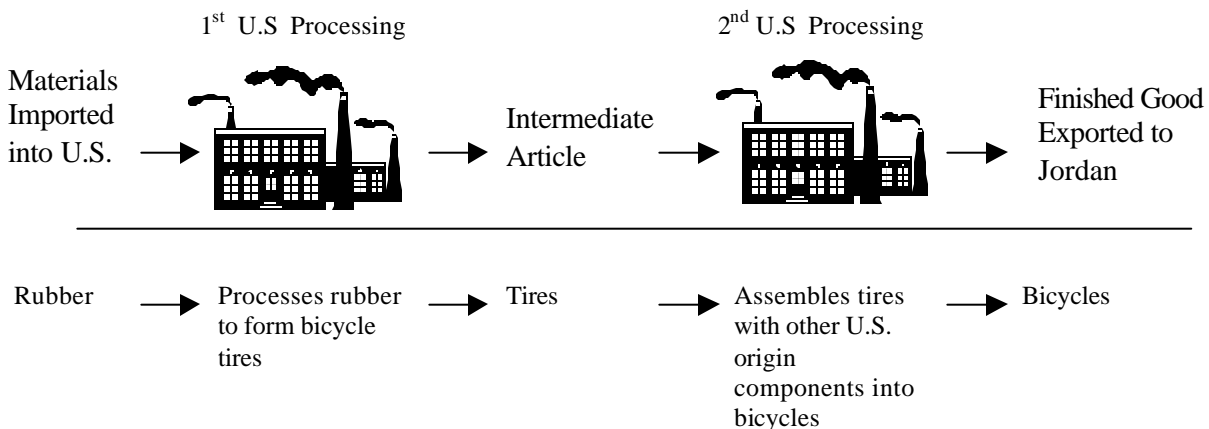 1st U.S Processing
2nd U.S Processing
Materials
Imported
into U.S.
Intermediate
Article
Finished Good
Exported to
Jordan
Rubber
Processes rubber
to form bicycle
tires
Tires
Assembles tires
with other U.S.
origin
components into
bicycles
Bicycles